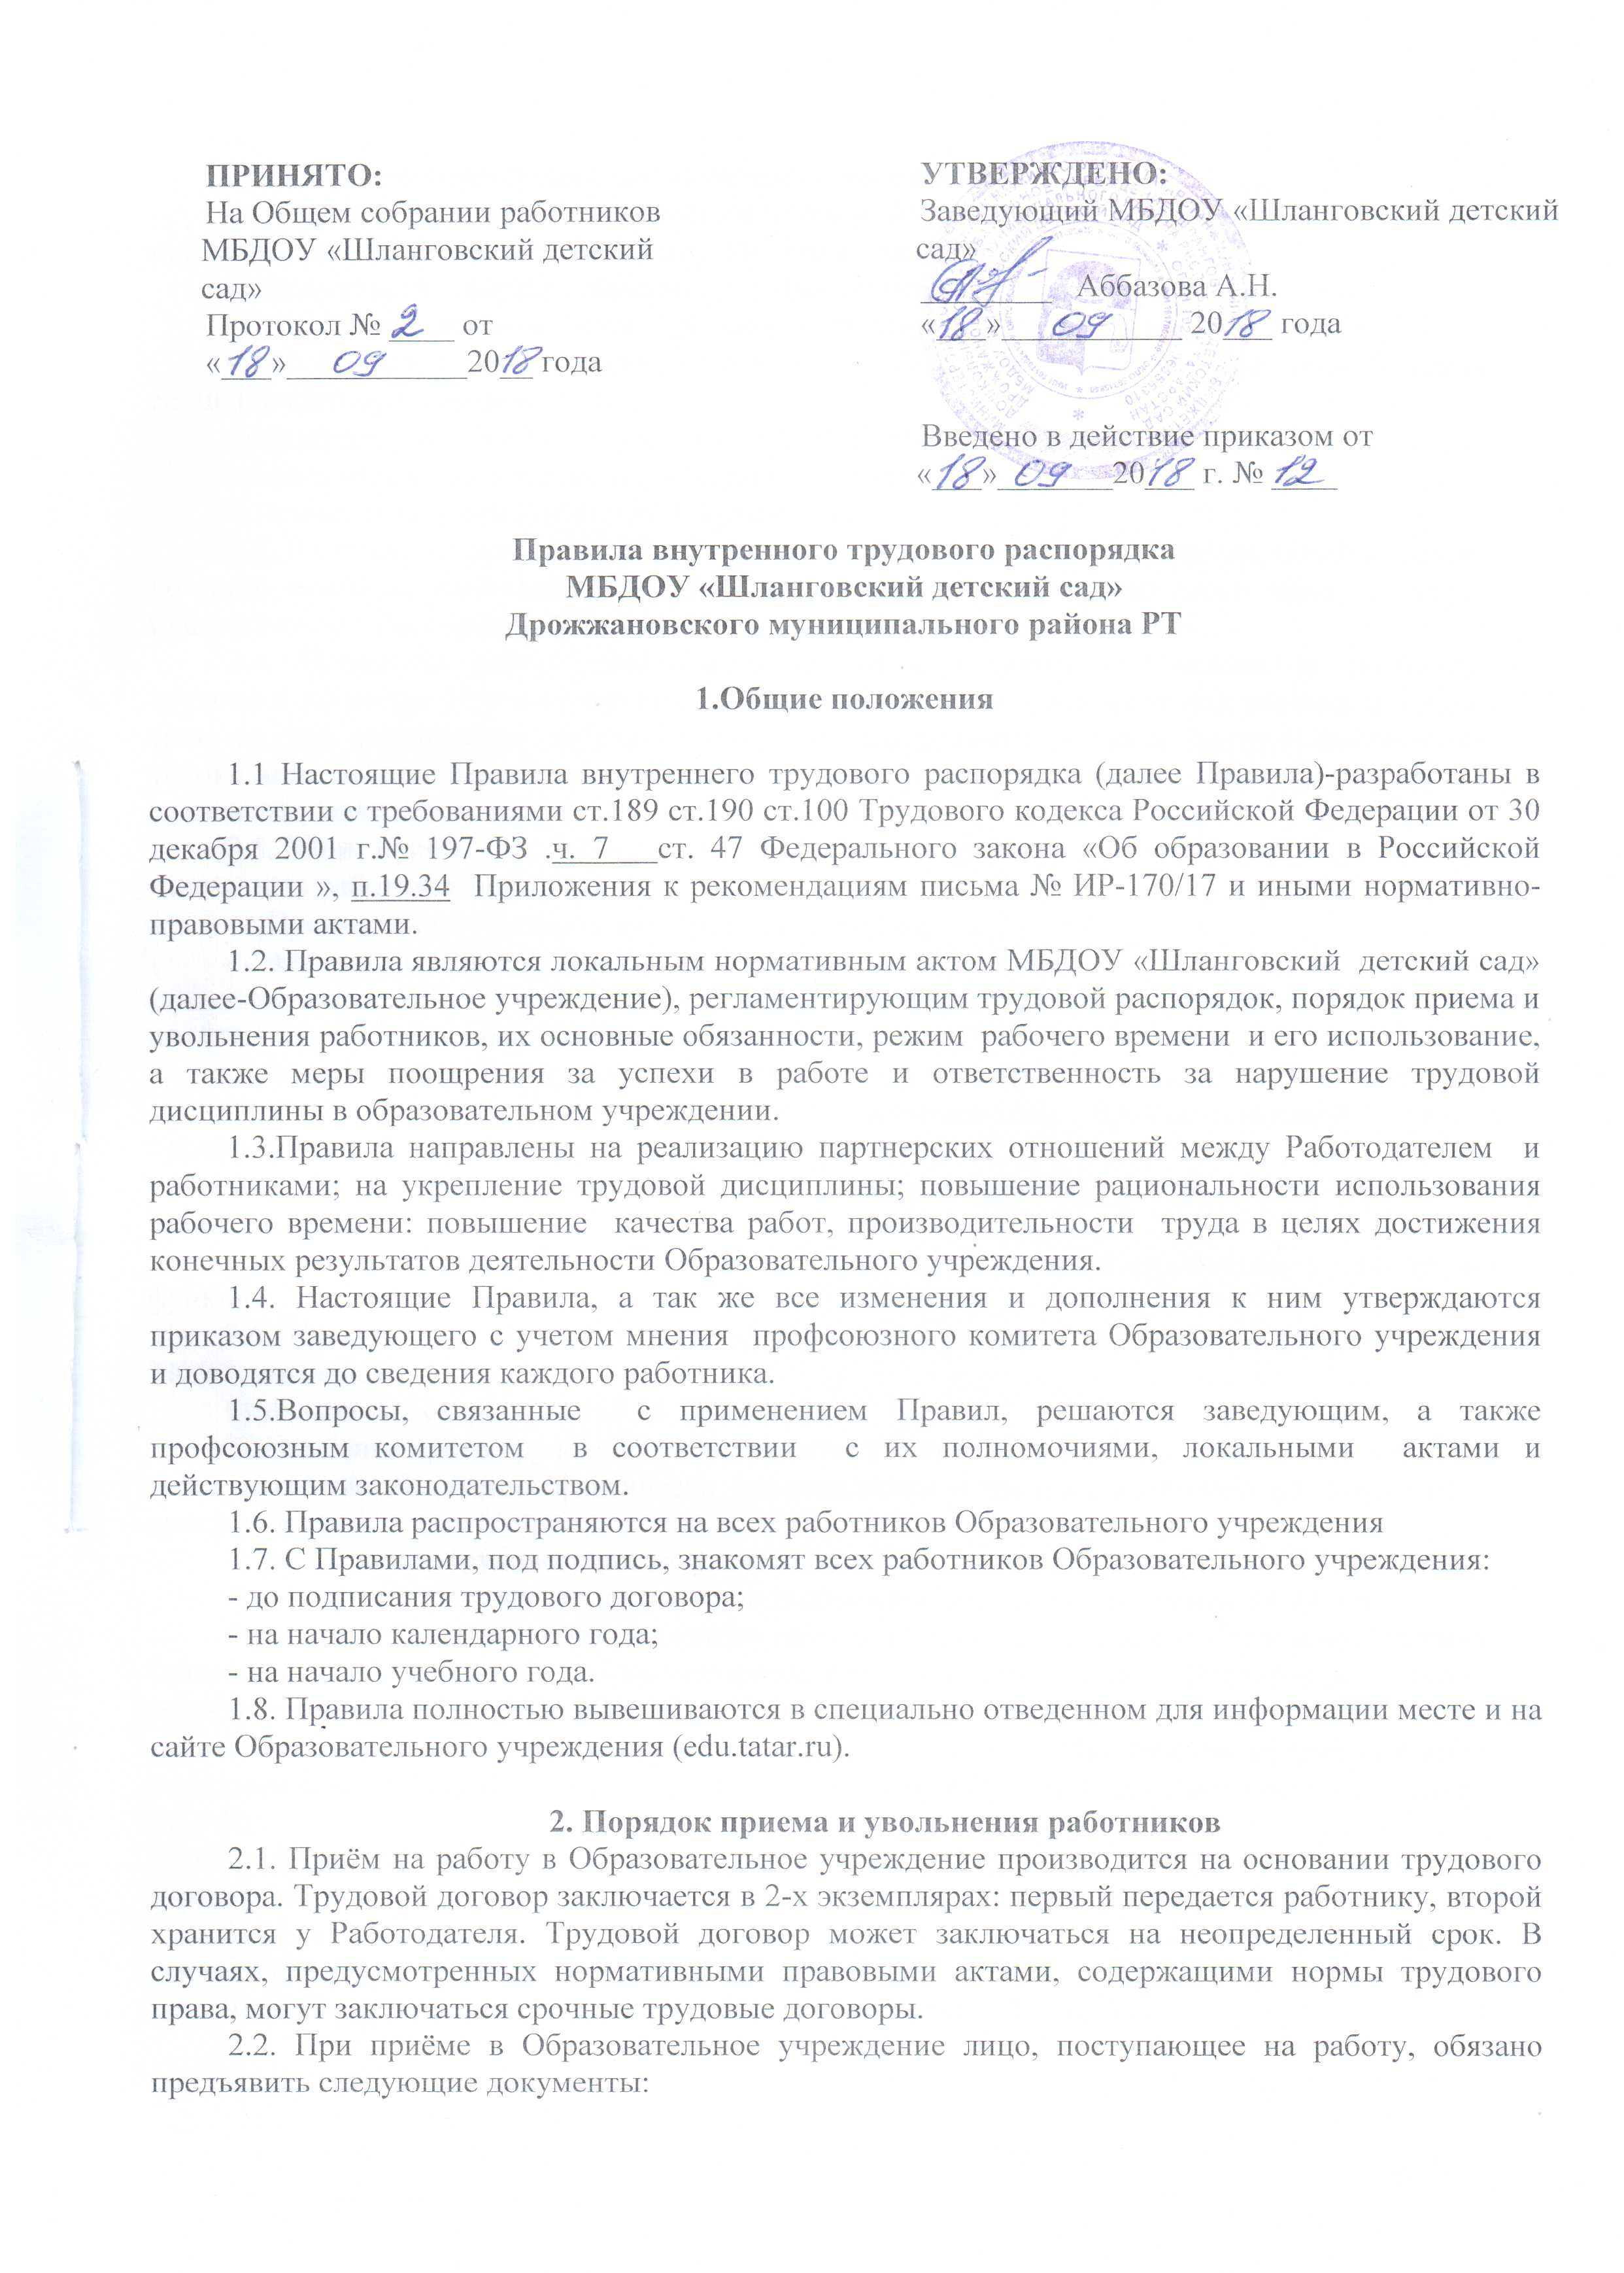 ПРИНЯТО:
На Общем собрании работников
МБДОУ «Шланговский детский
сад»
Протокол № 2 от
«18» 09 2018 года
УТВЕРЖДЕНО:
Заведующий МБДОУ «Шланговский детский
сад»
Аббазова А.Н.
«18» 09 2018 года
Введено в действие приказом от
«18» 09 2018 г. № 12
Правила внутренного трудового распорядка
МБДОУ «Шланговский детский сад»
Дрожжановского муниципального района РТ
1.Общие положения
1.1 Настоящие Правила внутреннего трудового распорядка (далее Правила)-разработаны в
соответствии с требованиями ст.189 ст.190 ст.100 Трудового кодекса Российской Федерации от 30
декабря 2001 г.№ 197-ФЗ .ч. 7 ст. 47 Федерального закона «Об образовании в Российской
Федерации », п.19.34 Приложения к рекомендациям письма № ИР-170/17 и иными нормативно-
правовыми актами.
1.2. Правила являются локальным нормативным актом МБДОУ «Шланговский детский сад»
(далее-Образовательное учреждение), регламентирующим трудовой распорядок, порядок приема и
увольнения работников, их основные обязанности, режим рабочего времени и его использование,
а также меры поощрения за успехи в работе и ответственность за нарушение трудовой
дисциплины в образовательном учреждении.
1.3.Правила направлены на реализацию партнерских отношений между Работодателем и
работниками; на укрепление трудовой дисциплины; повышение рациональности использования
рабочего времени: повышение качества работ, производительности труда в целях достижения
конечных результатов деятельности Образовательного учреждения.
1.4. Настоящие Правила, а так же все изменения и дополнения к ним утверждаются
приказом заведующего с учетом мнения профсоюзного комитета Образовательного учреждения
и доводятся до сведения каждого работника.
1.5.Вопросы, связанные с применением Правил, решаются заведующим, а также
профсоюзным комитетом в соответствии с их полномочиями, локальными актами и
действующим законодательством.
1.6. Правила распространяются на всех работников Образовательного учреждения
1.7. С Правилами, под подпись, знакомят всех работников Образовательного учреждения:
- до подписания трудового договора;
- на начало календарного года;
- на начало учебного года.
1.8. Правила полностью вывешиваются в специально отведенном для информации месте и на
сайте Образовательного учреждения (edu.tatar.ru).
2. Порядок приема и увольнения работников
2.1. Приём на работу в Образовательное учреждение производится на основании трудового
договора. Трудовой договор заключается в 2-х экземплярах: первый передается работнику, второй
хранится у Работодателя. Трудовой договор может заключаться на неопределенный срок. В
случаях, предусмотренных нормативными правовыми актами, содержащими нормы трудового
права, могут заключаться срочные трудовые договоры.
2.2. При приёме в Образовательное учреждение лицо, поступающее на работу, обязано
предъявить следующие документы: